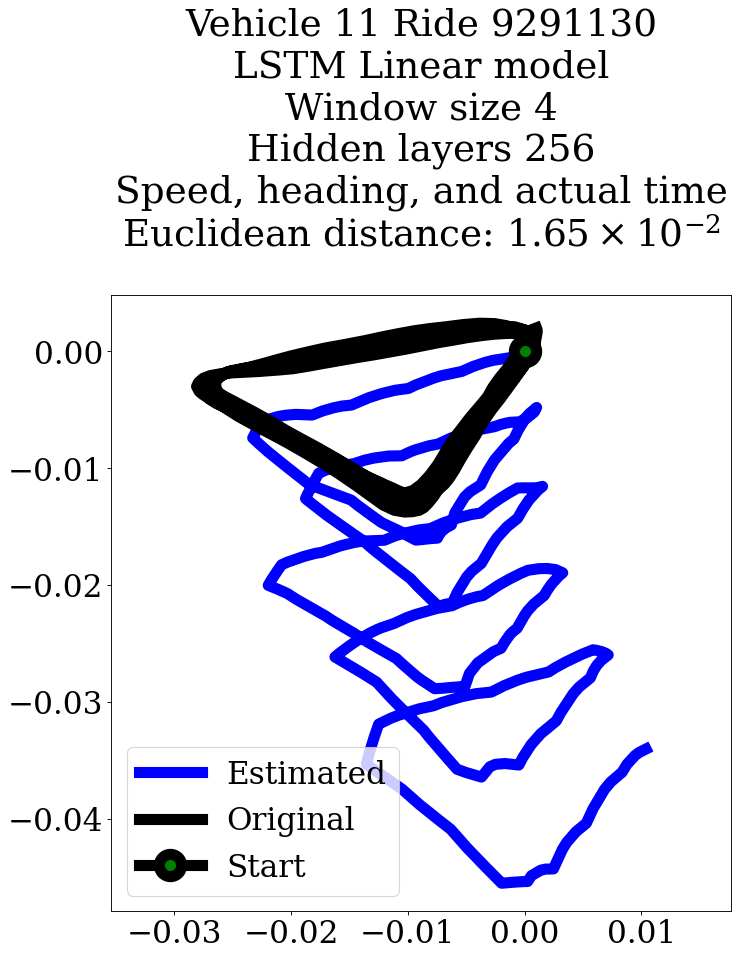 Vehicle 11 Ride 9291130
LSTM Linear model
Window size 4
Hidden layers 256
Speed, heading, and actual time
Euclidean distance: 1.65 × 10⁻²
0.00
−0.01
−0.02
−0.03
−0.04
Estimated
Original
Start
−0.03 −0.02 −0.01 0.00 0.01